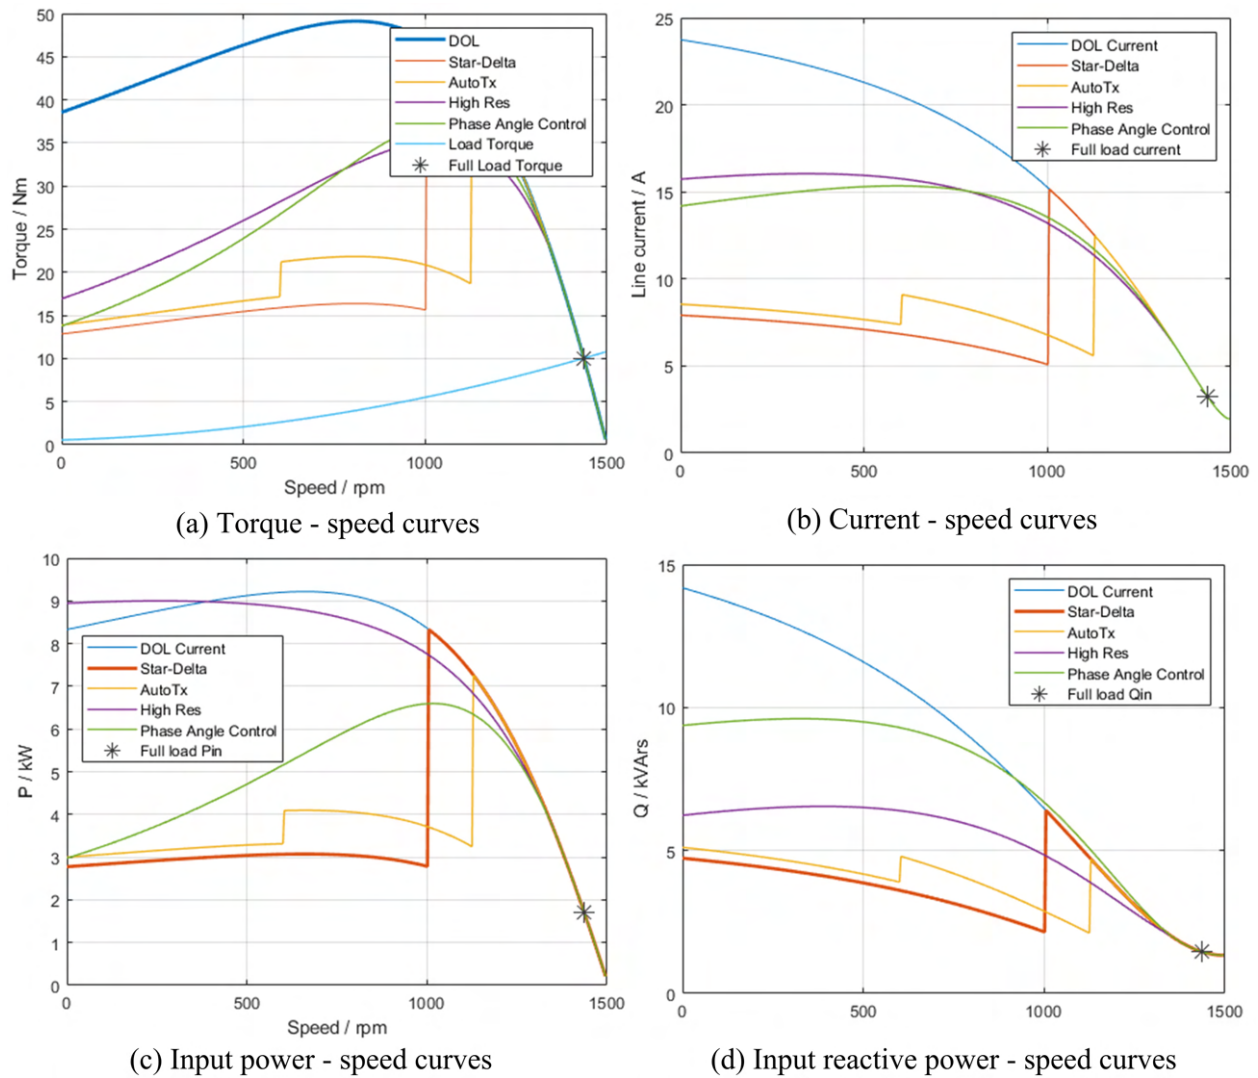 50
45
40
35
30
25
20
15
10
5
0
Torque / Nm
DOL
Star-Delta
AutoTx
High Res
Phase Angle Control
Load Torque
Full Load Torque
0
500
1000
1500
Speed / rpm
(a) Torque - speed curves
25
20
15
10
5
0
Line current / A
DOL Current
Star-Delta
AutoTx
High Res
Phase Angle Control
Full load current
0
500
1000
1500
(b) Current - speed curves
10
9
8
7
6
5
4
3
2
1
0
P / kW
DOL Current
Star-Delta
AutoTx
High Res
Phase Angle Control
Full load Pin
0
500
1000
1500
Speed / rpm
(c) Input power - speed curves
15
10
5
0
Q / kVArs
DOL Current
Star-Delta
AutoTx
High Res
Phase Angle Control
Full load Qin
0
500
1000
1500
(d) Input reactive power - speed curves